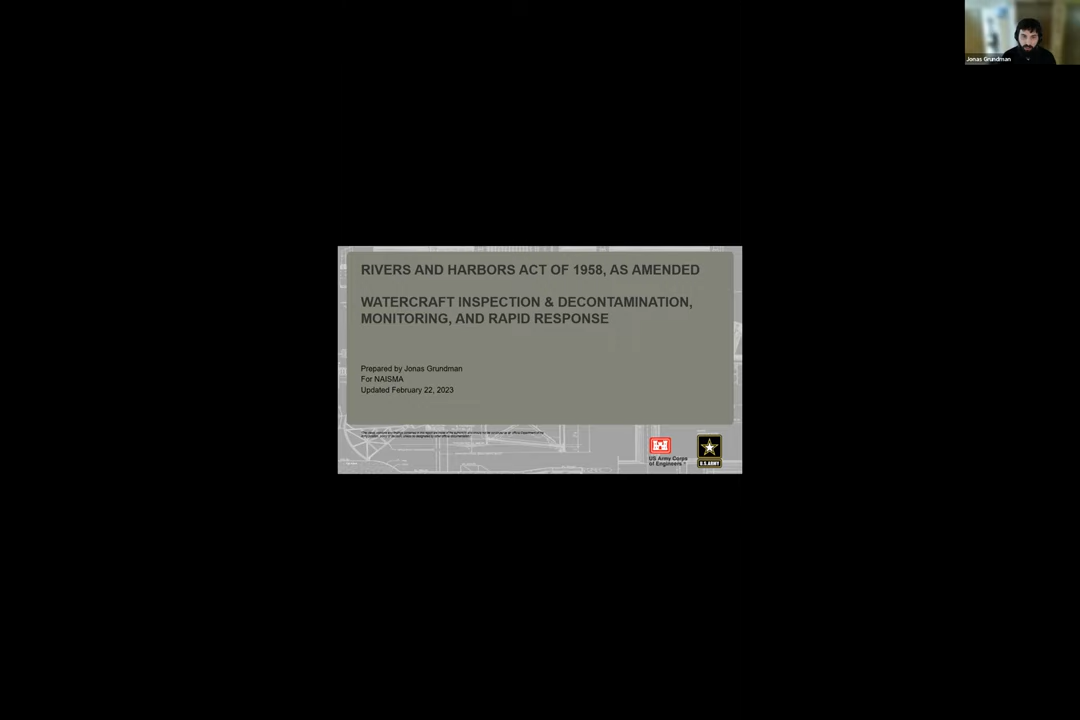 Jonas Grundman
RIVERS AND HARBORS ACT OF 1958, AS AMENDED
WATERCRAFT INSPECTION & DECONTAMINATION,
MONITORING, AND RAPID RESPONSE
Prepared by Jonas Grundman
For NAISMA
Updated February 22, 2023
US Army Corps
of Engineers
U.S. ARMY